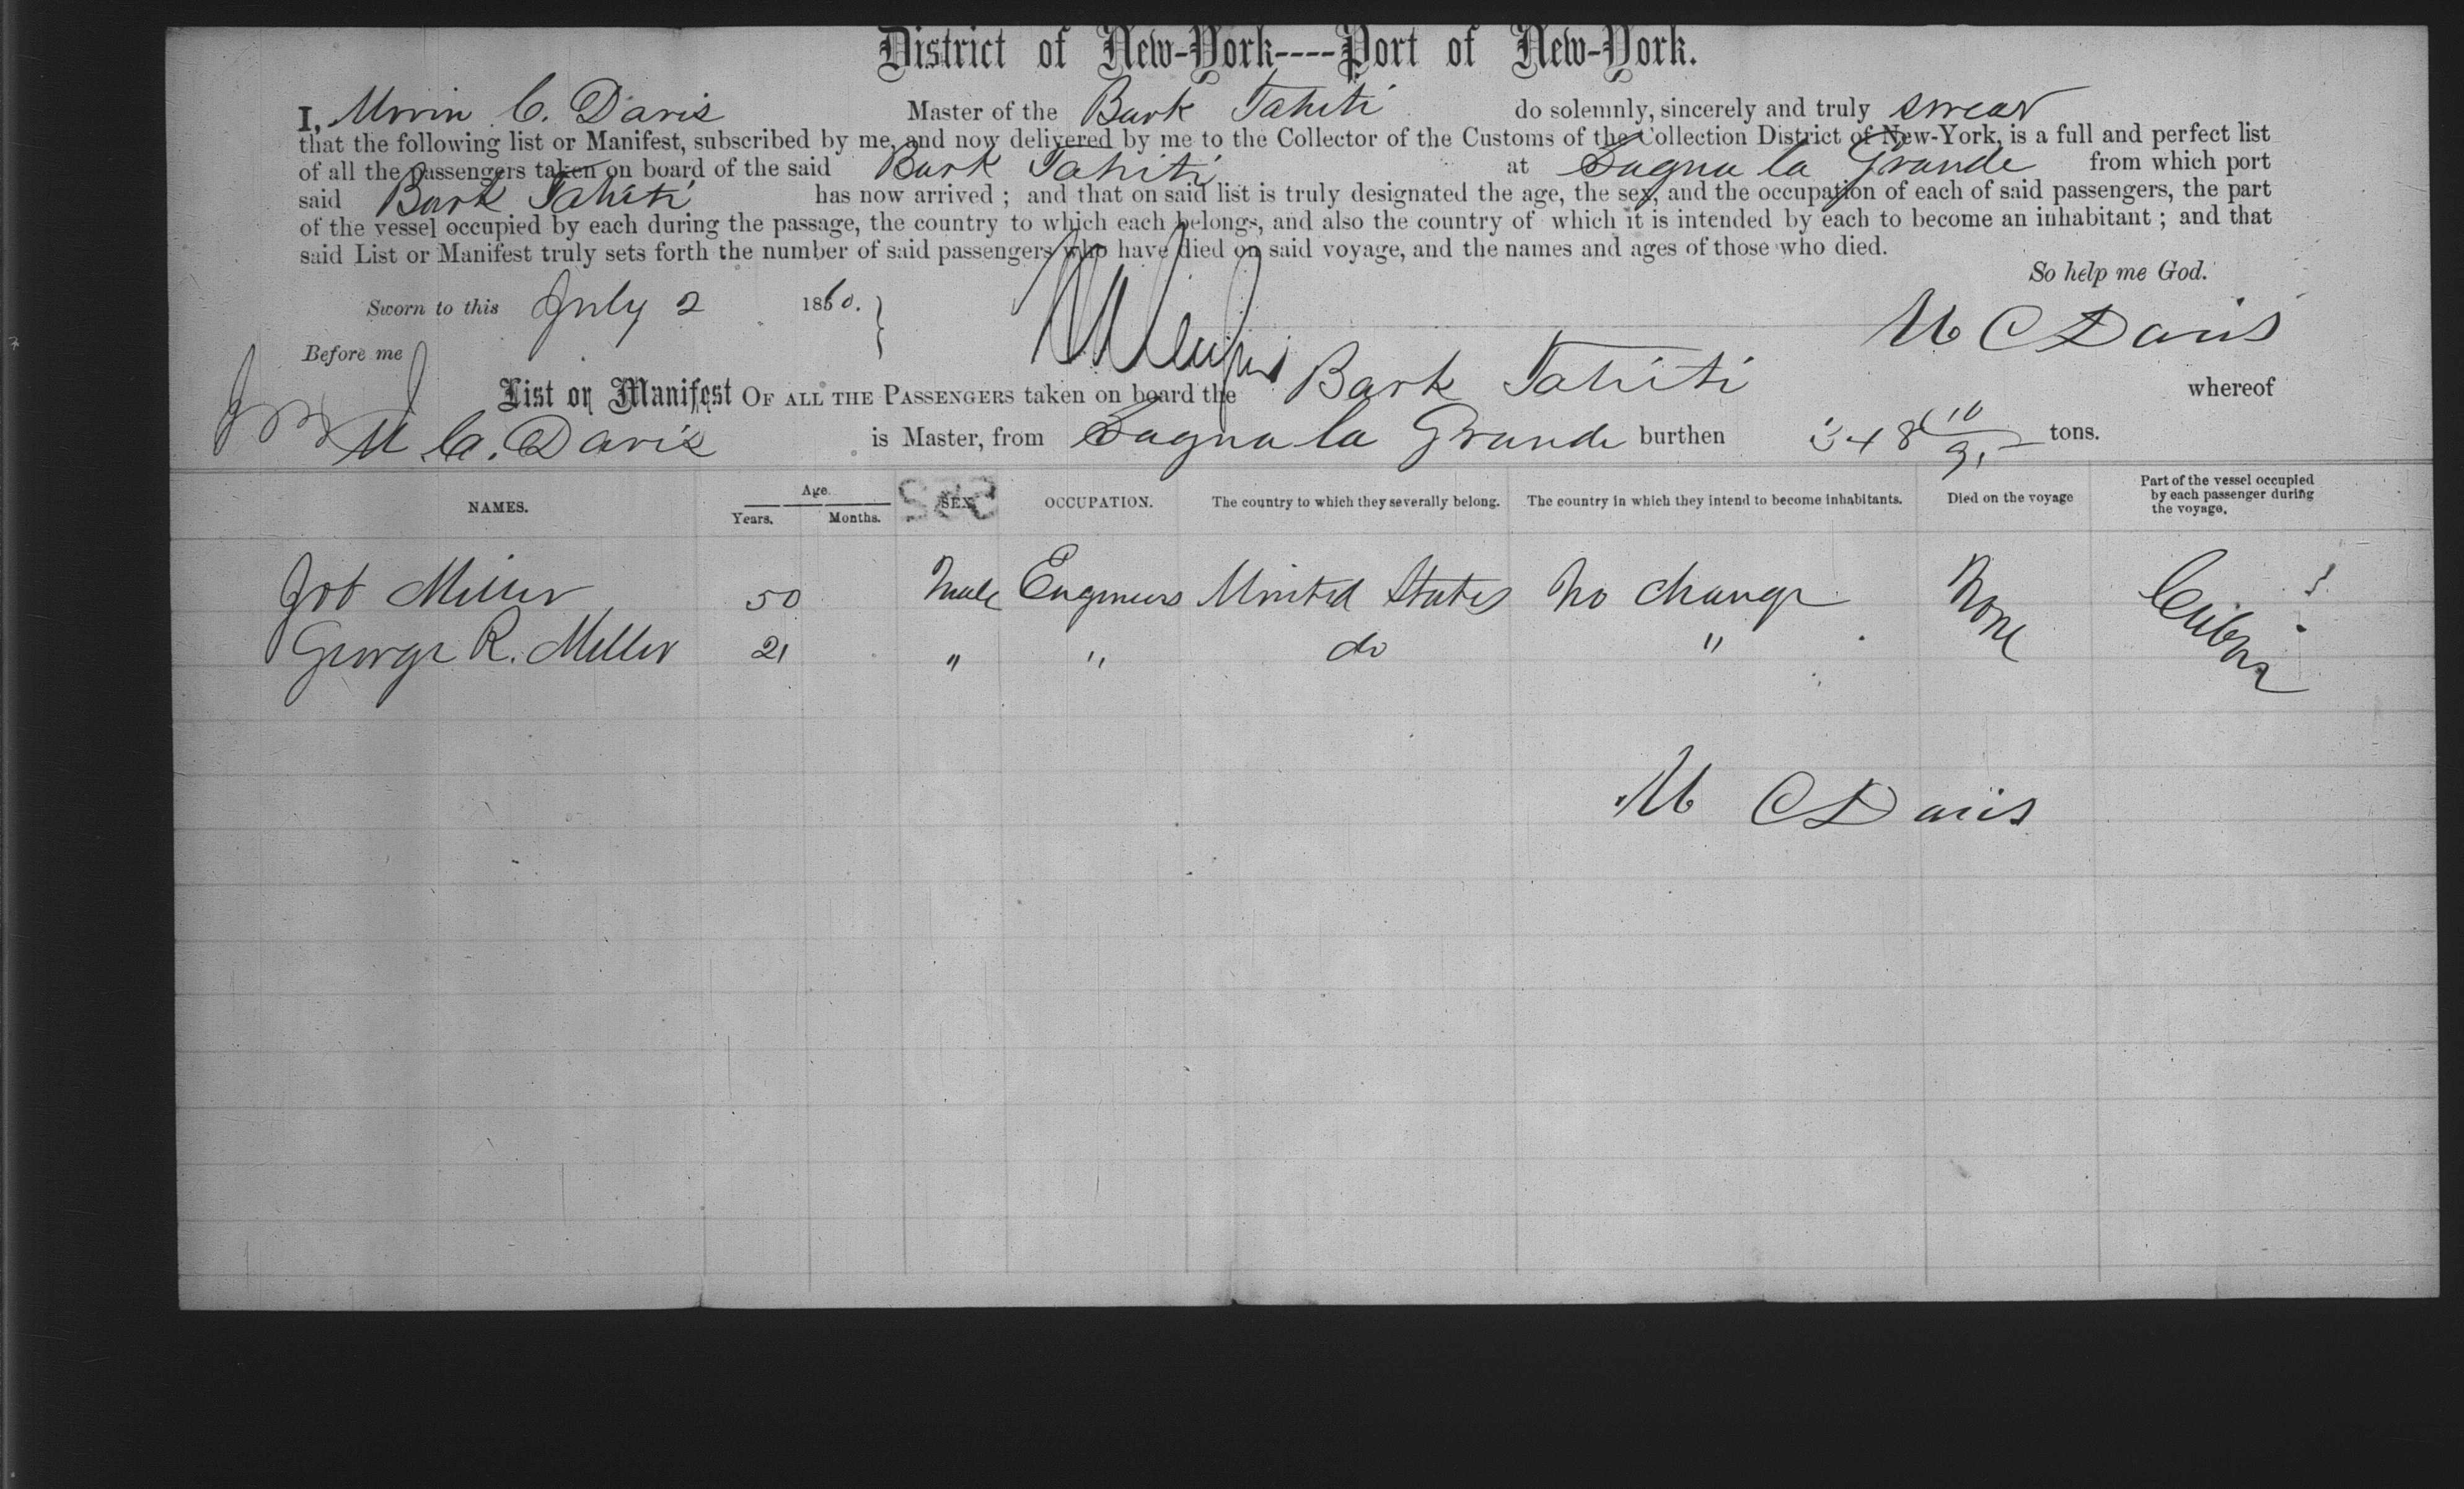 District of New-York----Port of New-York.
I, C. Davis Master of the Bark Tahiti do solemnly, sincerely and truly swear
that the following list or Manifest, subscribed by me, and now delivered by me to the Collector of the Customs of the Collection District of New-York, is a full and perfect list
of all the passengers taken on board of the said Bark Tahiti at Sagua la Grande from which port
said Bark Tahiti has now arrived ; and that on said list is truly designated the age, the sex, and the occupation of each of said passengers, the part
of the vessel occupied by each during the passage, the country to which each belongs, and also the country of which it is intended by each to become an inhabitant ; and that
said List or Manifest truly sets forth the number of said passengers who have died on said voyage, and the names and ages of those who died.
So help me God.
Sworn to this July 2 1860.
C Davis
Before me
List or Manifest OF ALL THE PASSENGERS taken on board the Bark Tahiti whereof
C. Davis is Master, from Sagua la Grande burthen 348 tons.
NAMES. Age. Years. Months. SEX. OCCUPATION. The country to which they severally belong. The country in which they intend to become inhabitants. Died on the voyage Part of the vessel occupied by each passenger during the voyage.
Job Miller 50 Male Engineers United States No change None Cabin
George R. Miller 21 " " do "
C Davis